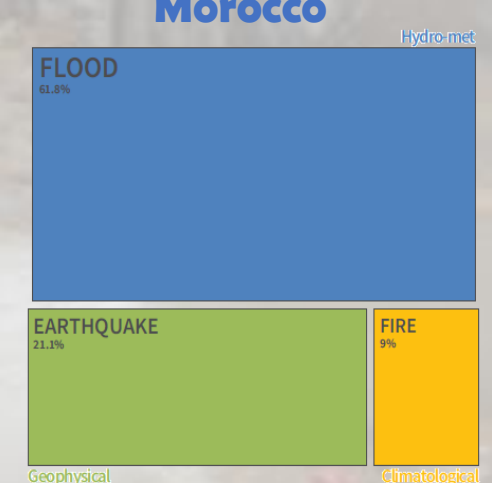 Morocco
Hydro-met
FLOOD
61.8%
EARTHQUAKE
21.1%
FIRE
9%
Geophysical
Climatological